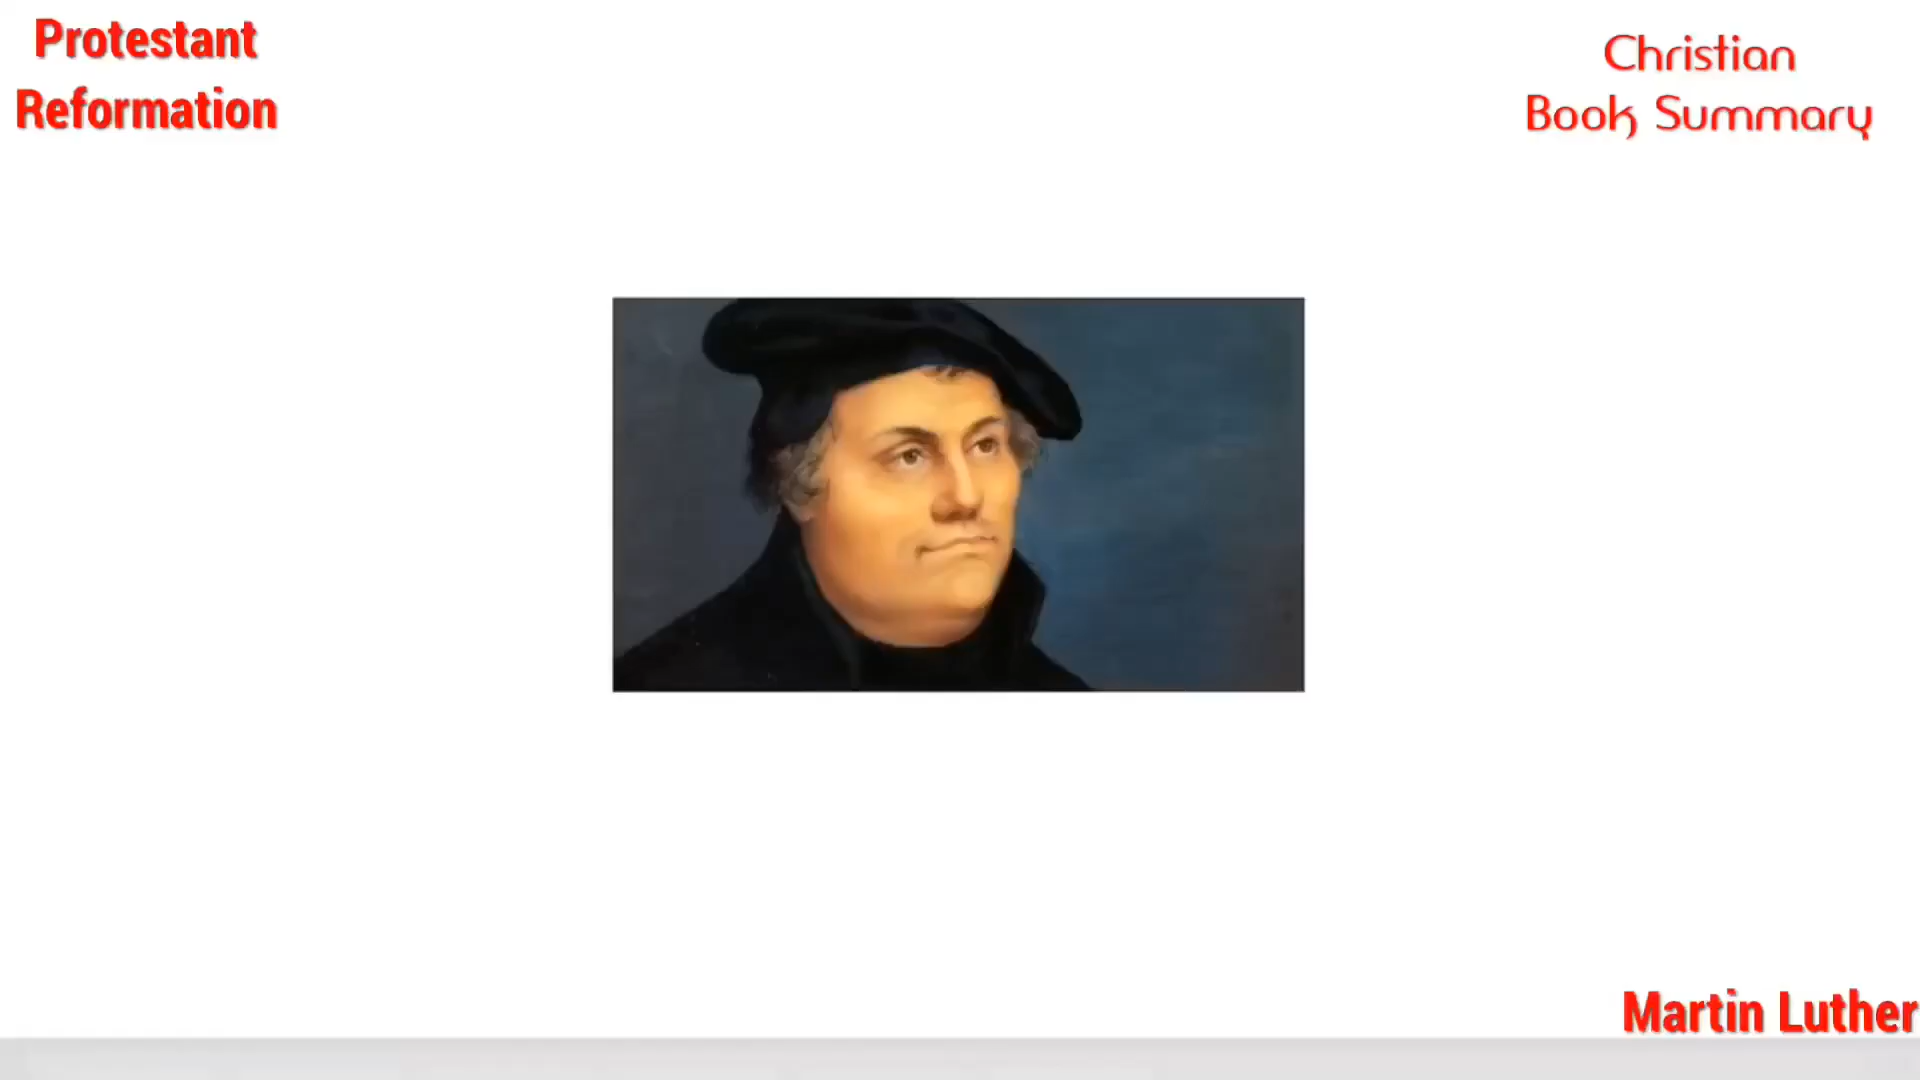 Protestant
Reformation
Christian
Book Summary
Martin Luther